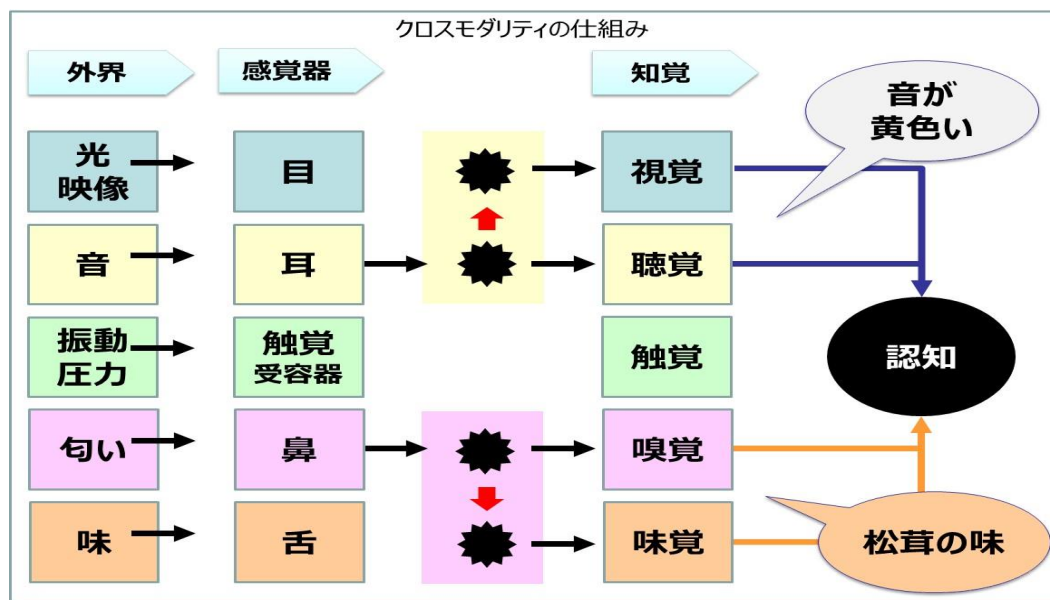 クロスモダリティの仕組み
外界
感覚器
知覚
音が
黄色い
光
映像
目
視覚
音
耳
聴覚
振動
圧力
触覚
受容器
触覚
認知
匂い
鼻
嗅覚
味
舌
味覚
松茸の味